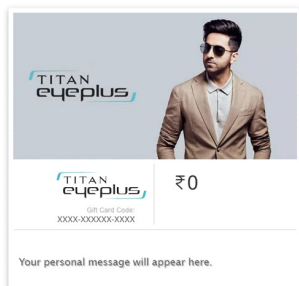 TITAN
eyeplus
TITAN
eyeplus
₹0
Gift Card Code:
XXXX-XXXXXX-XXXX
Your personal message will appear here.